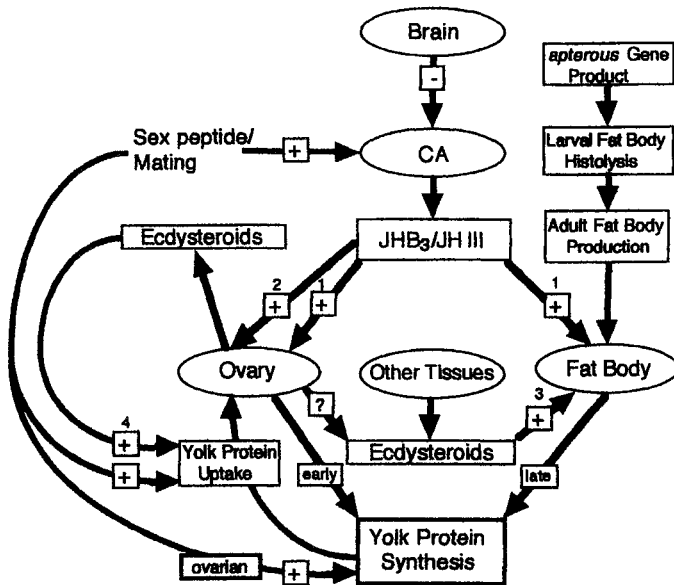 Brain
apterous Gene
Product
-
Sex peptide/
Mating
+
CA
Larval Fat Body
Histolysis
Ecdysteroids
JHB3/JH III
Adult Fat Body
Production
2
+
1
+
1
+
Ovary
Other Tissues
Fat Body
?
3
+
4
+
+
Yolk Protein
Uptake
Ecdysteroids
early
late
Yolk Protein
Synthesis
ovarian
+